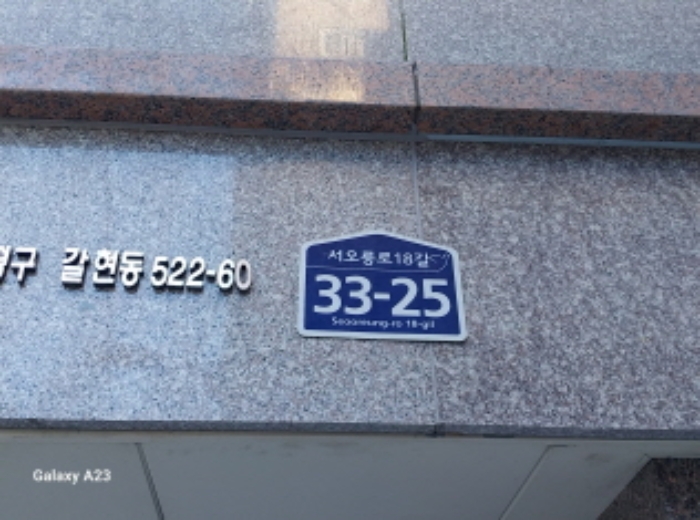 갈현동 522-60
서오릉로18길
33-25
Seooreung-ro 18-gil
Galaxy A23